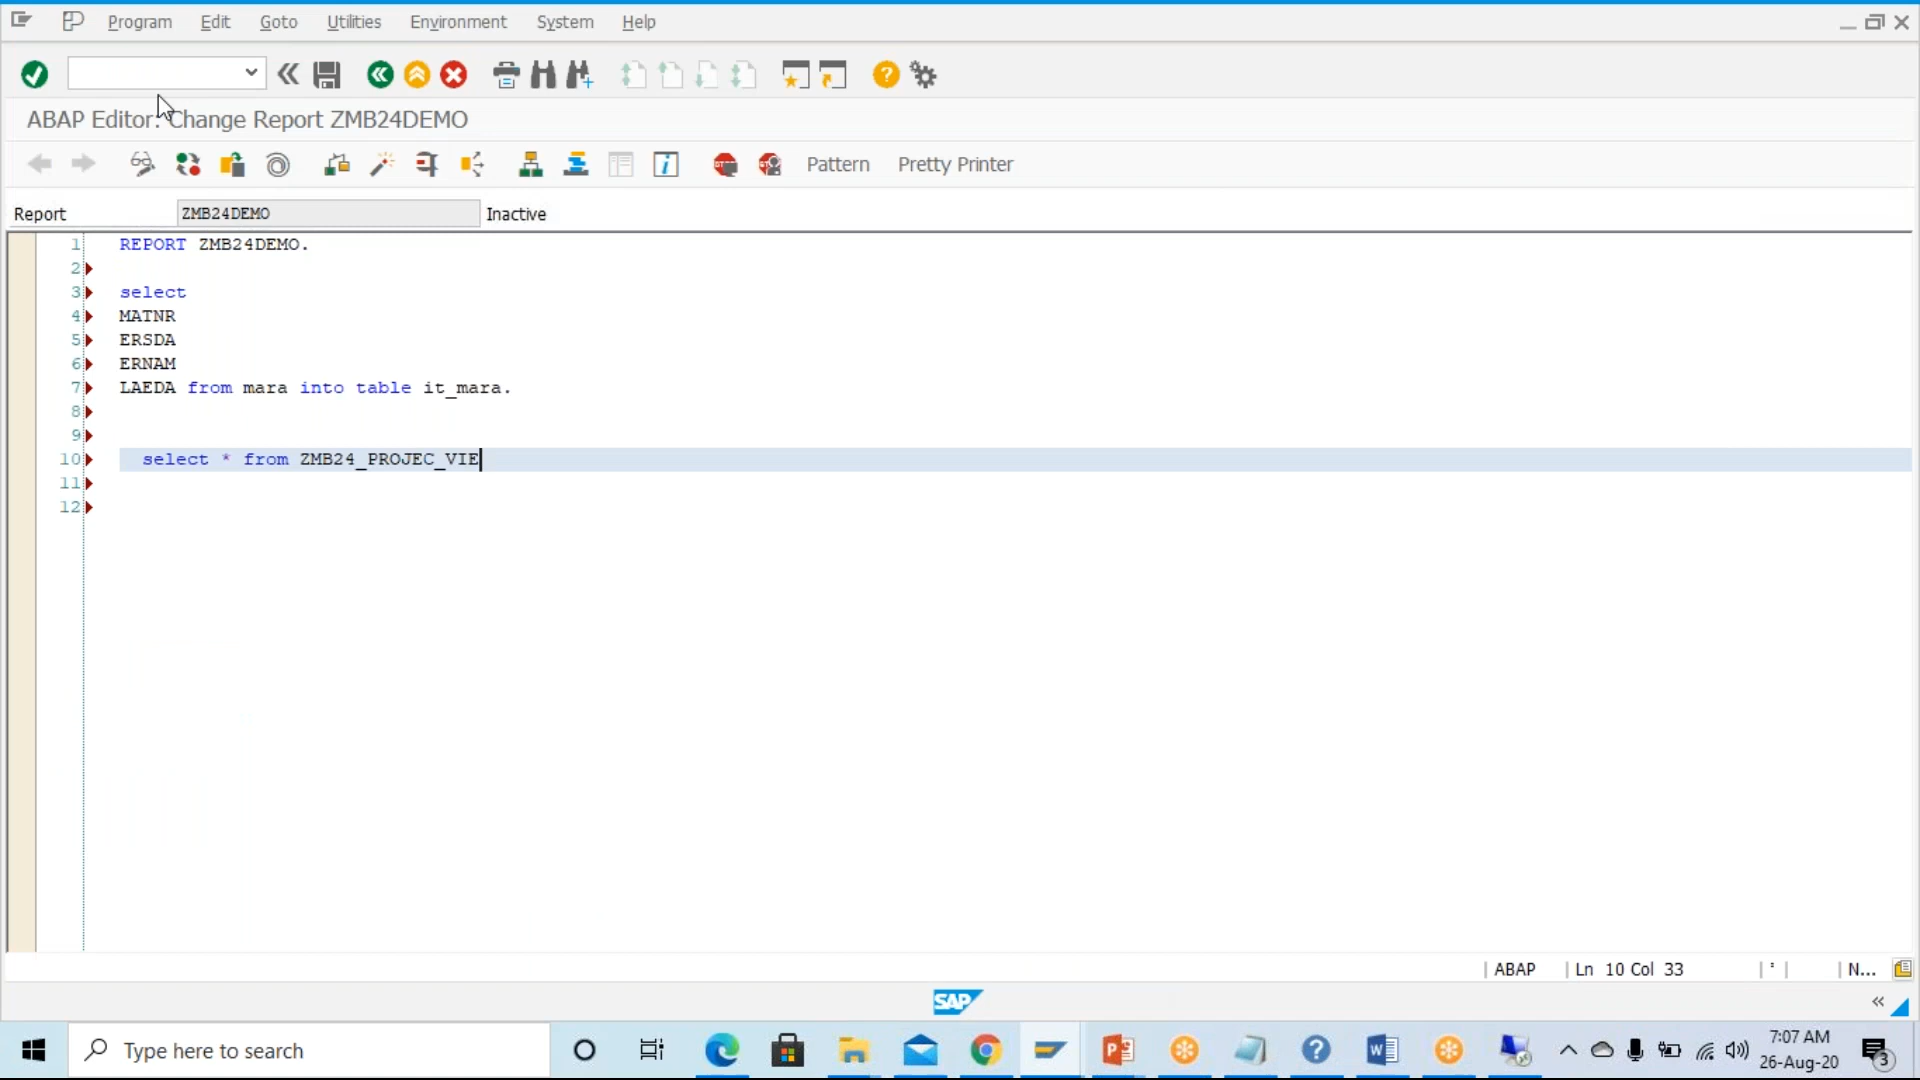 Program Edit Goto Utilities Environment System Help
ABAP Editor: Change Report ZMB24DEMO
Pattern Pretty Printer
Report ZMB24DEMO Inactive
1 REPORT ZMB24DEMO.
2
3 select
4 MATNR
5 ERSDA
6 ERNAM
7 LAEDA from mara into table it_mara.
8
9
10 select * from ZMB24_PROJEC_VIE
11
12
ABAP Ln 10 Col 33 N...
SAP
Type here to search
7:07 AM
26-Aug-20
3